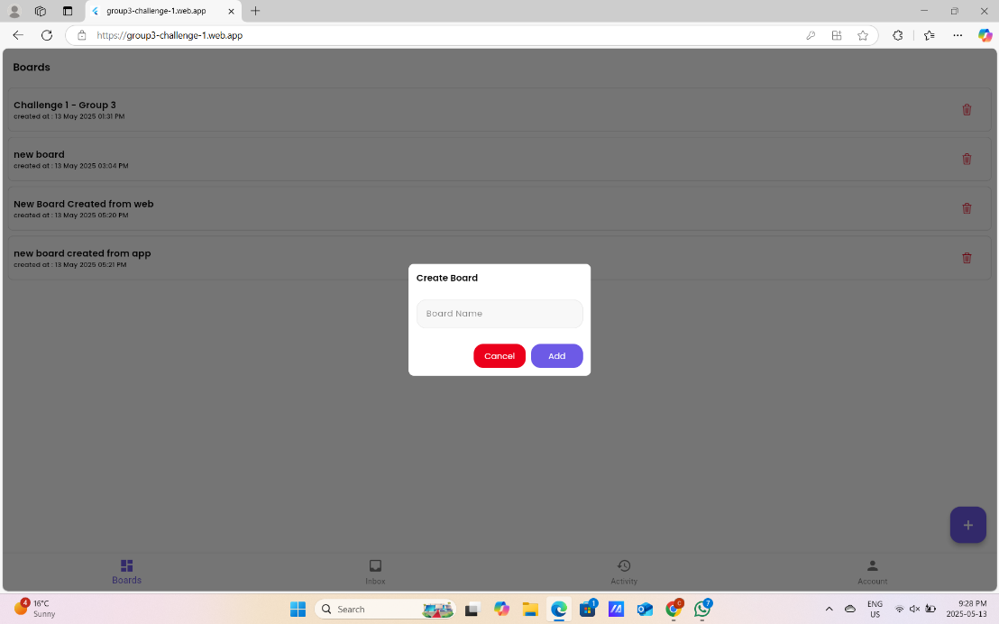 group3-challenge-1.web.app
https://group3-challenge-1.web.app
Boards
Challenge 1 - Group 3
created at : 13 May 2025 01:31 PM
new board
created at : 13 May 2025 03:04 PM
New Board Created from web
created at : 13 May 2025 05:20 PM
new board created from app
created at : 13 May 2025 05:21 PM
Create Board
Board Name
Cancel
Add
Boards
Inbox
Activity
Account
4
16°C
Sunny
Search
1
C
7
ENG
US
9:28 PM
2025-05-13